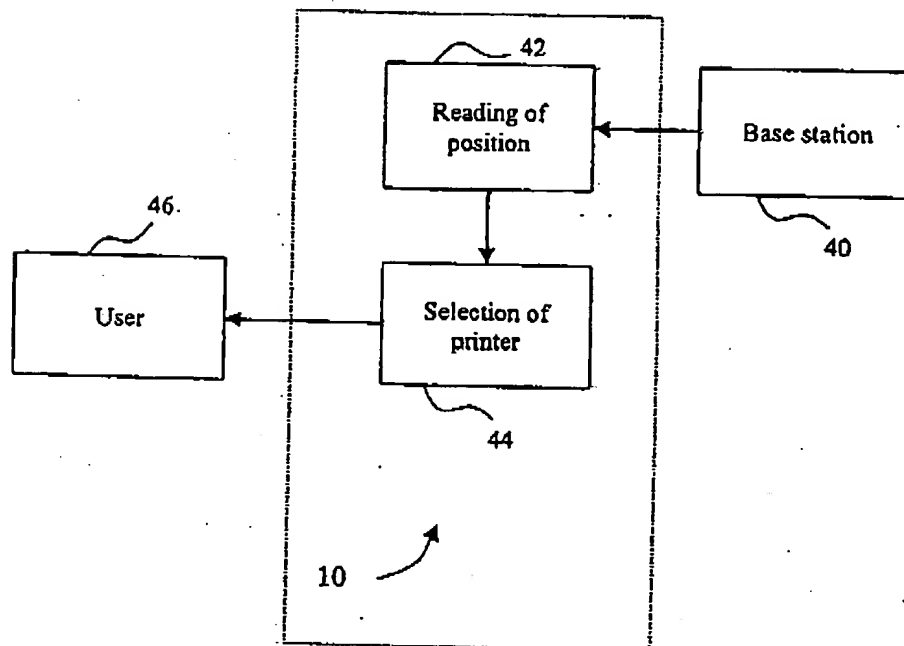 42
Reading of
position
Base station
40
46.
User
Selection of
printer
44
10